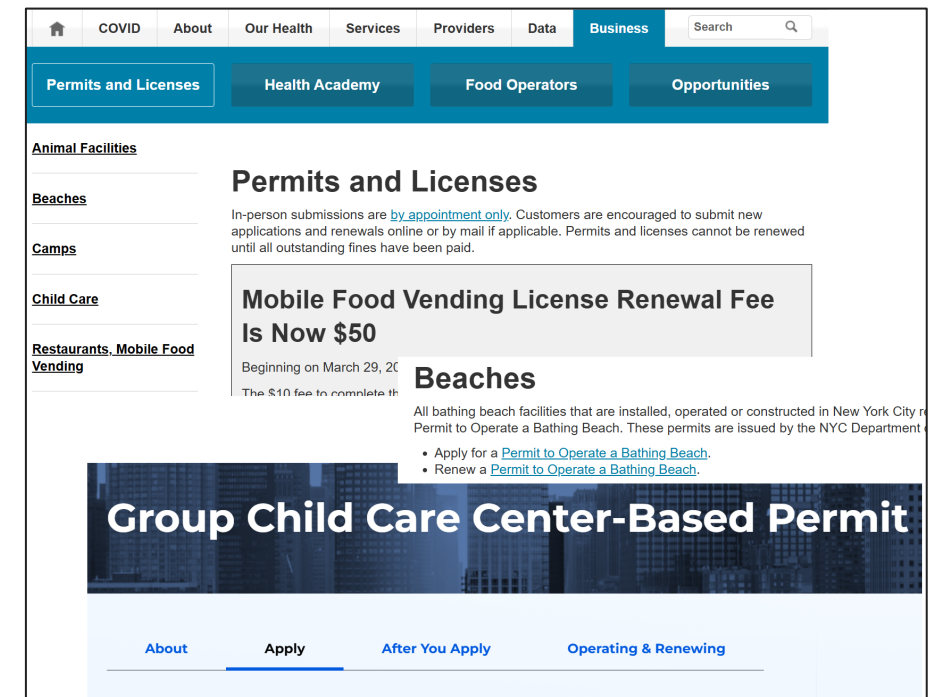 COVID About Our Health Services Providers Data Business Search
Permits and Licenses Health Academy Food Operators Opportunities
Animal Facilities
Beaches
Camps
Child Care
Restaurants, Mobile Food
Vending
Permits and Licenses
In-person submissions are by appointment only. Customers are encouraged to submit new
applications and renewals online or by mail if applicable. Permits and licenses cannot be renewed
until all outstanding fines have been paid.
Mobile Food Vending License Renewal Fee
Is Now $50
Beginning on March 29, 20
The $10 fee to complete th
Beaches
All bathing beach facilities that are installed, operated or constructed in New York City re
Permit to Operate a Bathing Beach. These permits are issued by the NYC Department
• Apply for a Permit to Operate a Bathing Beach.
• Renew a Permit to Operate a Bathing Beach.
Group Child Care Center-Based Permit
About Apply After You Apply Operating & Renewing